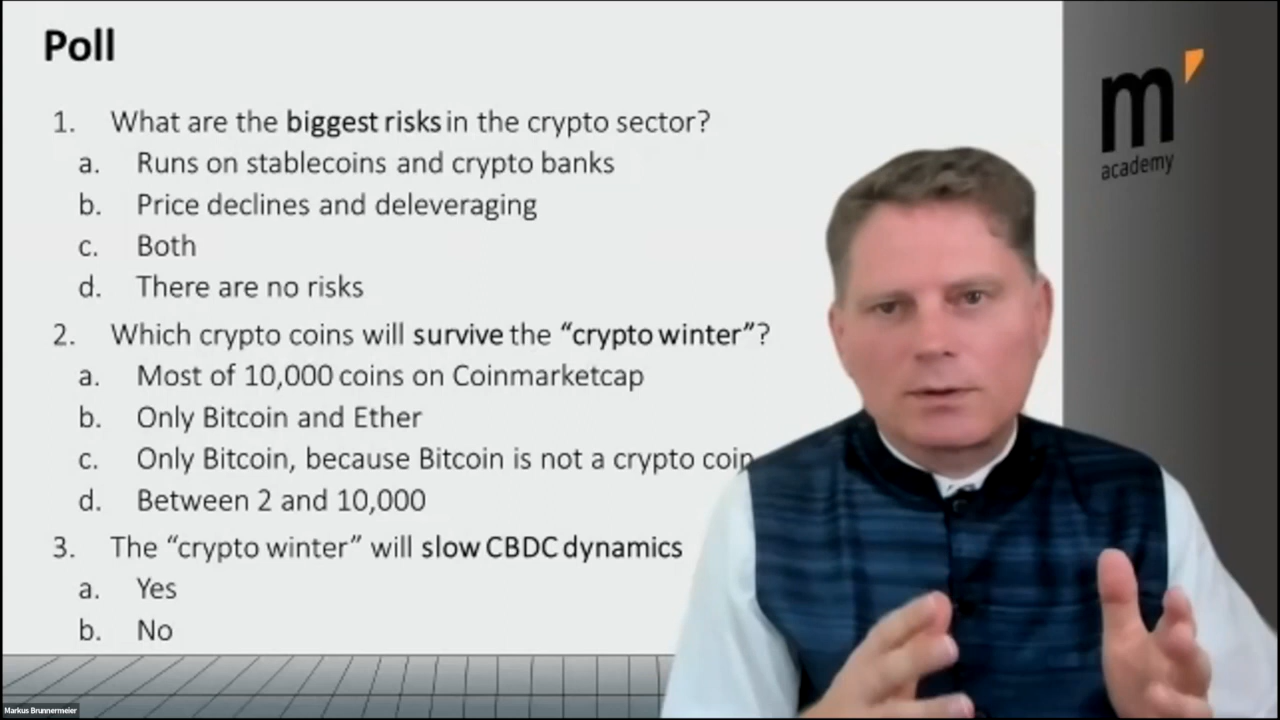 Poll
1. What are the biggest risks in the crypto sector?
a. Runs on stablecoins and crypto banks
b. Price declines and deleveraging
c. Both
d. There are no risks
2. Which crypto coins will survive the “crypto winter”?
a. Most of 10,000 coins on Coinmarketcap
b. Only Bitcoin and Ether
c. Only Bitcoin, because Bitcoin is not a crypto coin
d. Between 2 and 10,000
3. The “crypto winter” will slow CBDC dynamics
a. Yes
b. No
m'
academy
Markus Brunnermeier